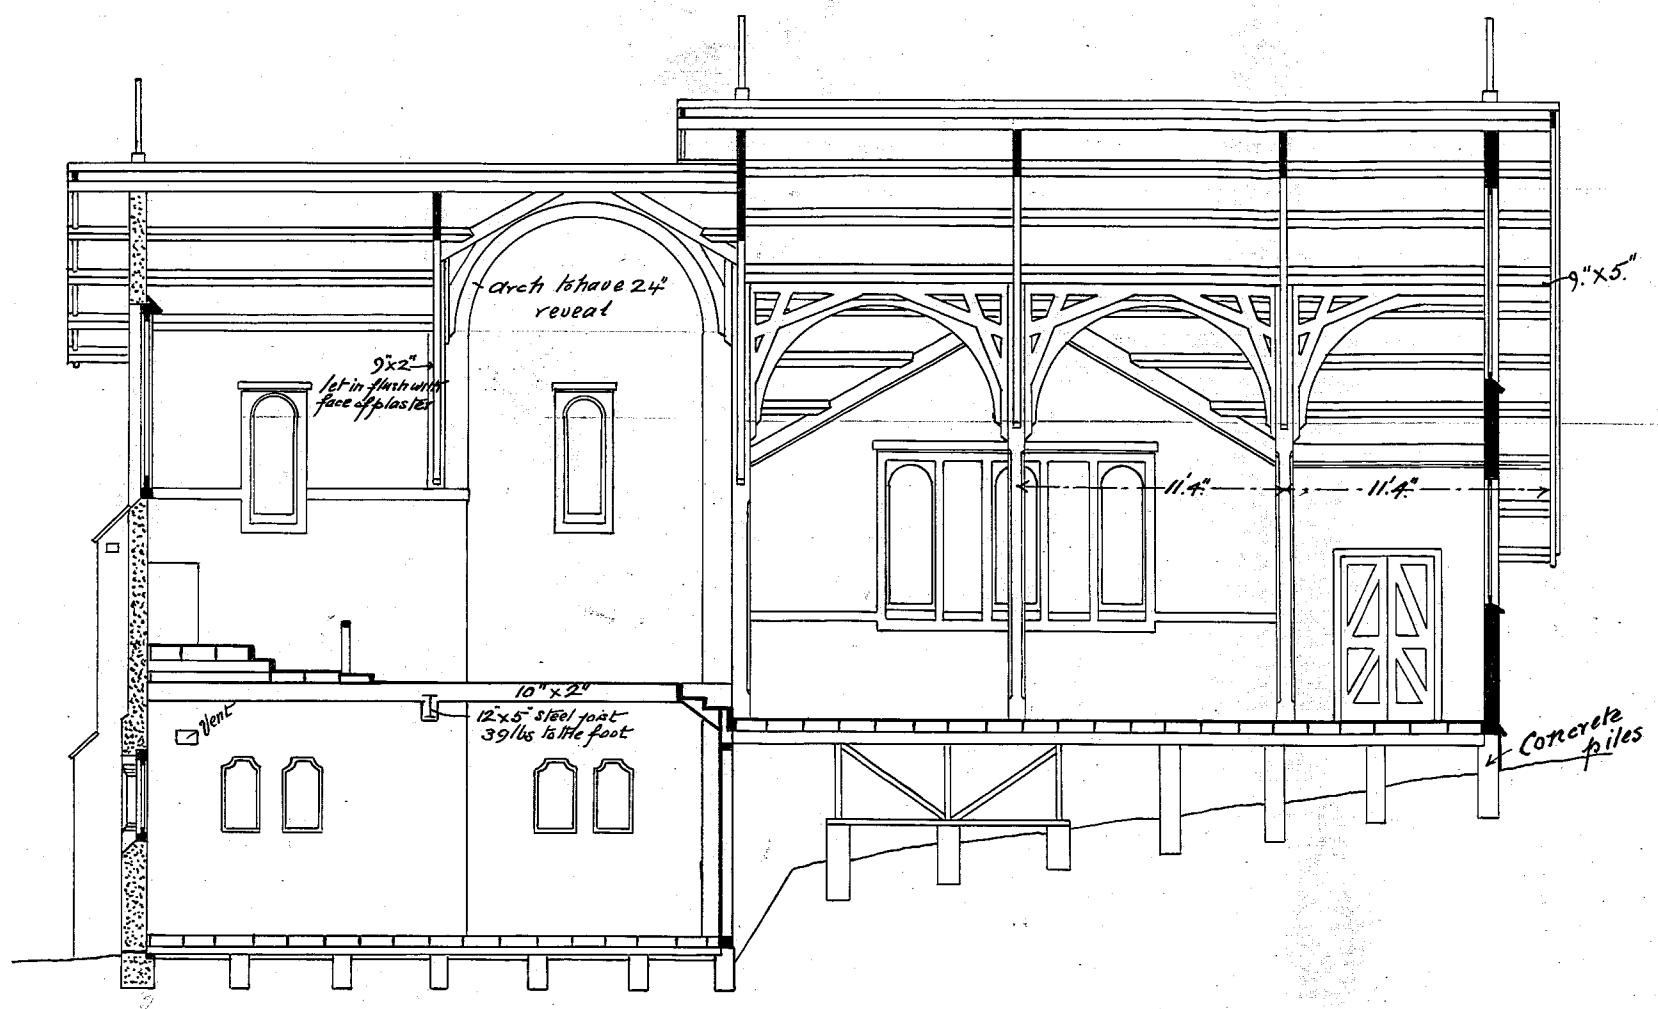 arch to have 24"
reveal
9"x5"
9"x2"
let in flush with
face of plaster
11'.4"
11'.4"
10" x 2"
Vent
12"x5" steel joist
39 lbs to the foot
Concrete
piles